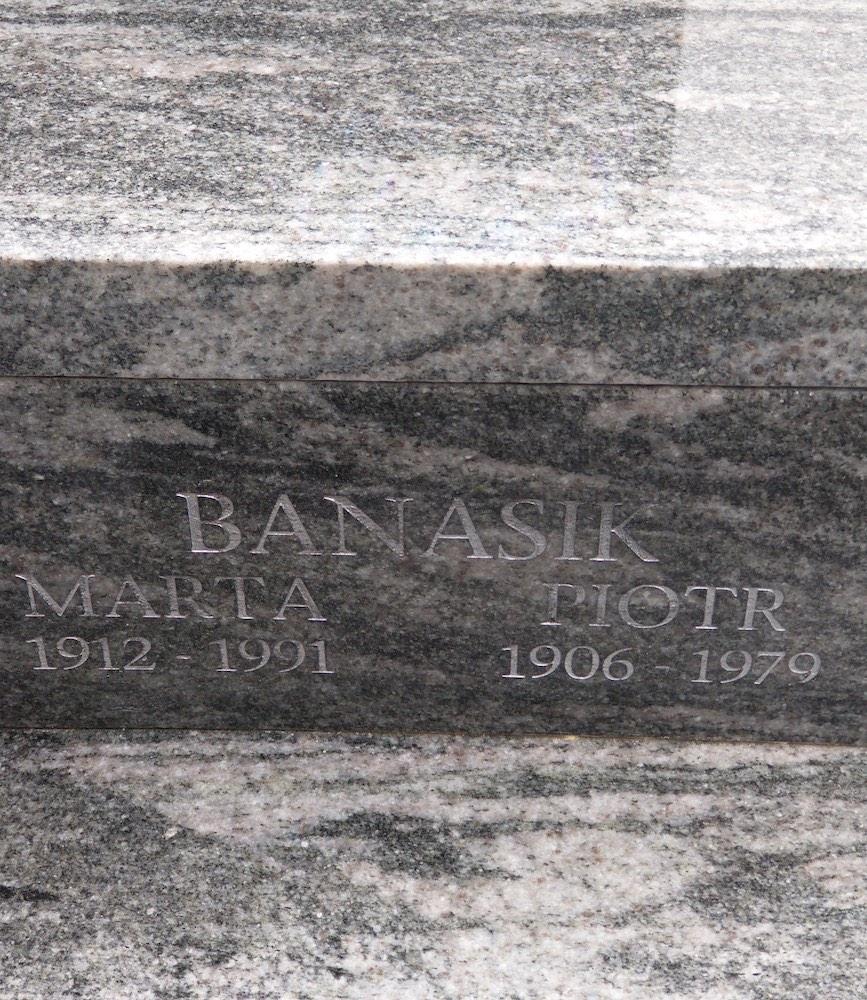 BANASIK
MARTA PIOTR
1912 - 1991 1906 - 1979